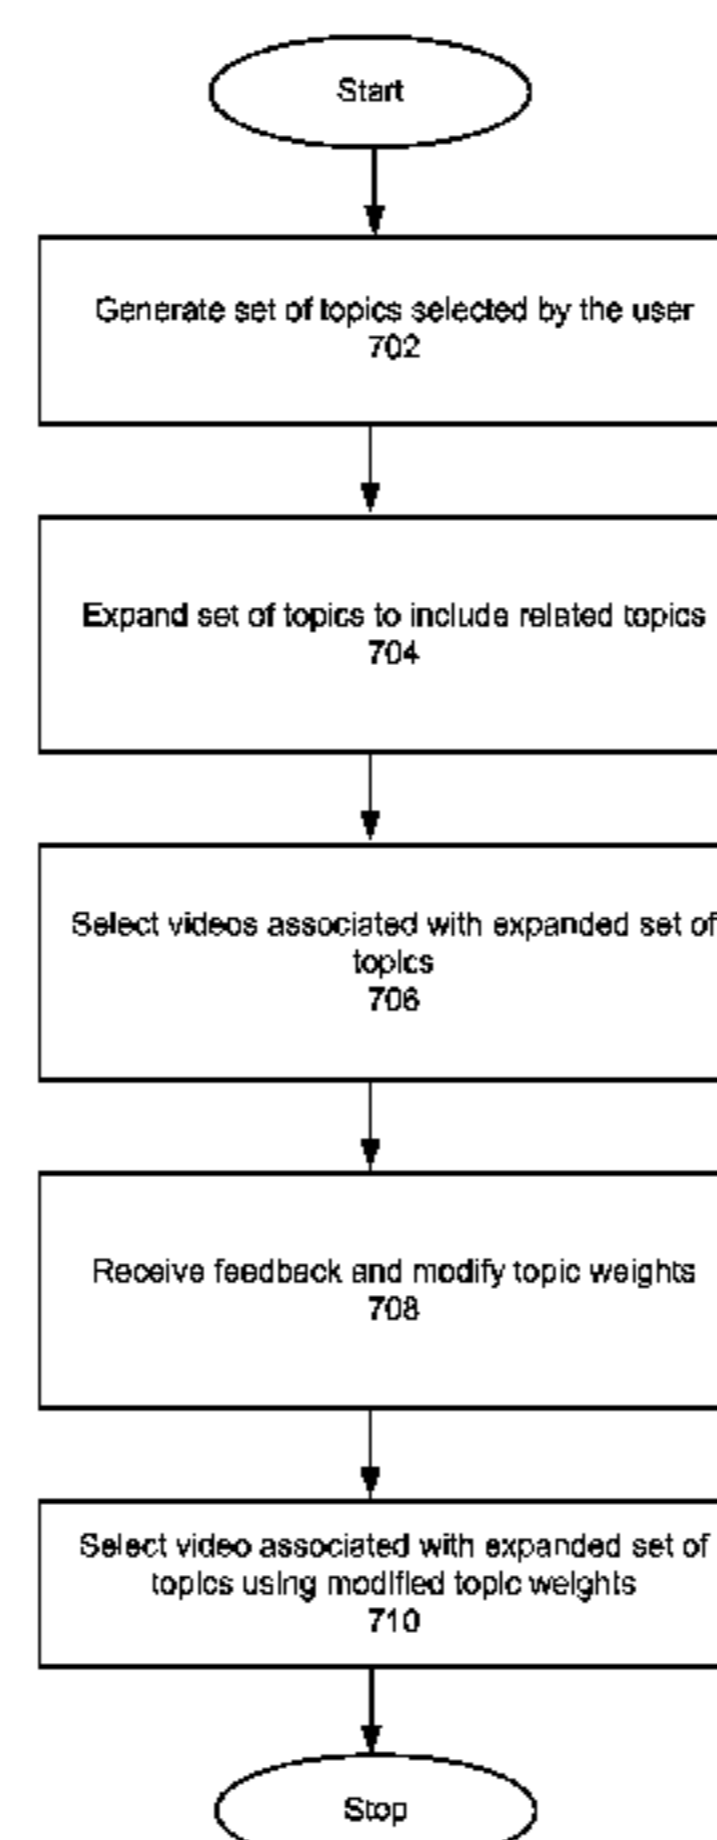 Start
Generate set of topics selected by the user
702
Expand set of topics to include related topics
704
Select videos associated with expanded set of
topics
706
Receive feedback and modify topic weights
708
Select video associated with expanded set of
topics using modified topic weights
710
Stop